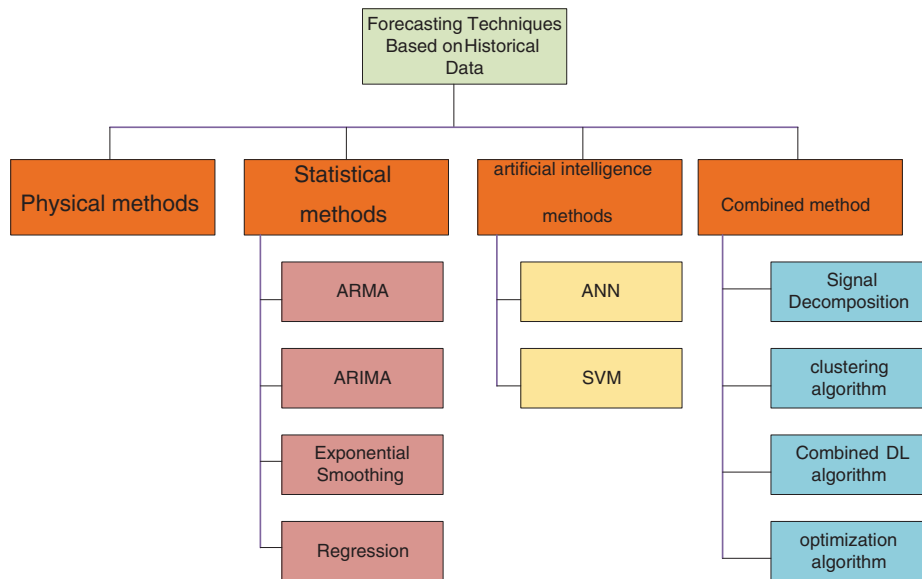 Forecasting Techniques
Based on Historical
Data
Physical methods
Statistical
methods
artificial intelligence
methods
Combined method
ARMA
ARIMA
Exponential
Smoothing
Regression
ANN
SVM
Signal
Decomposition
clustering
algorithm
Combined DL
algorithm
optimization
algorithm